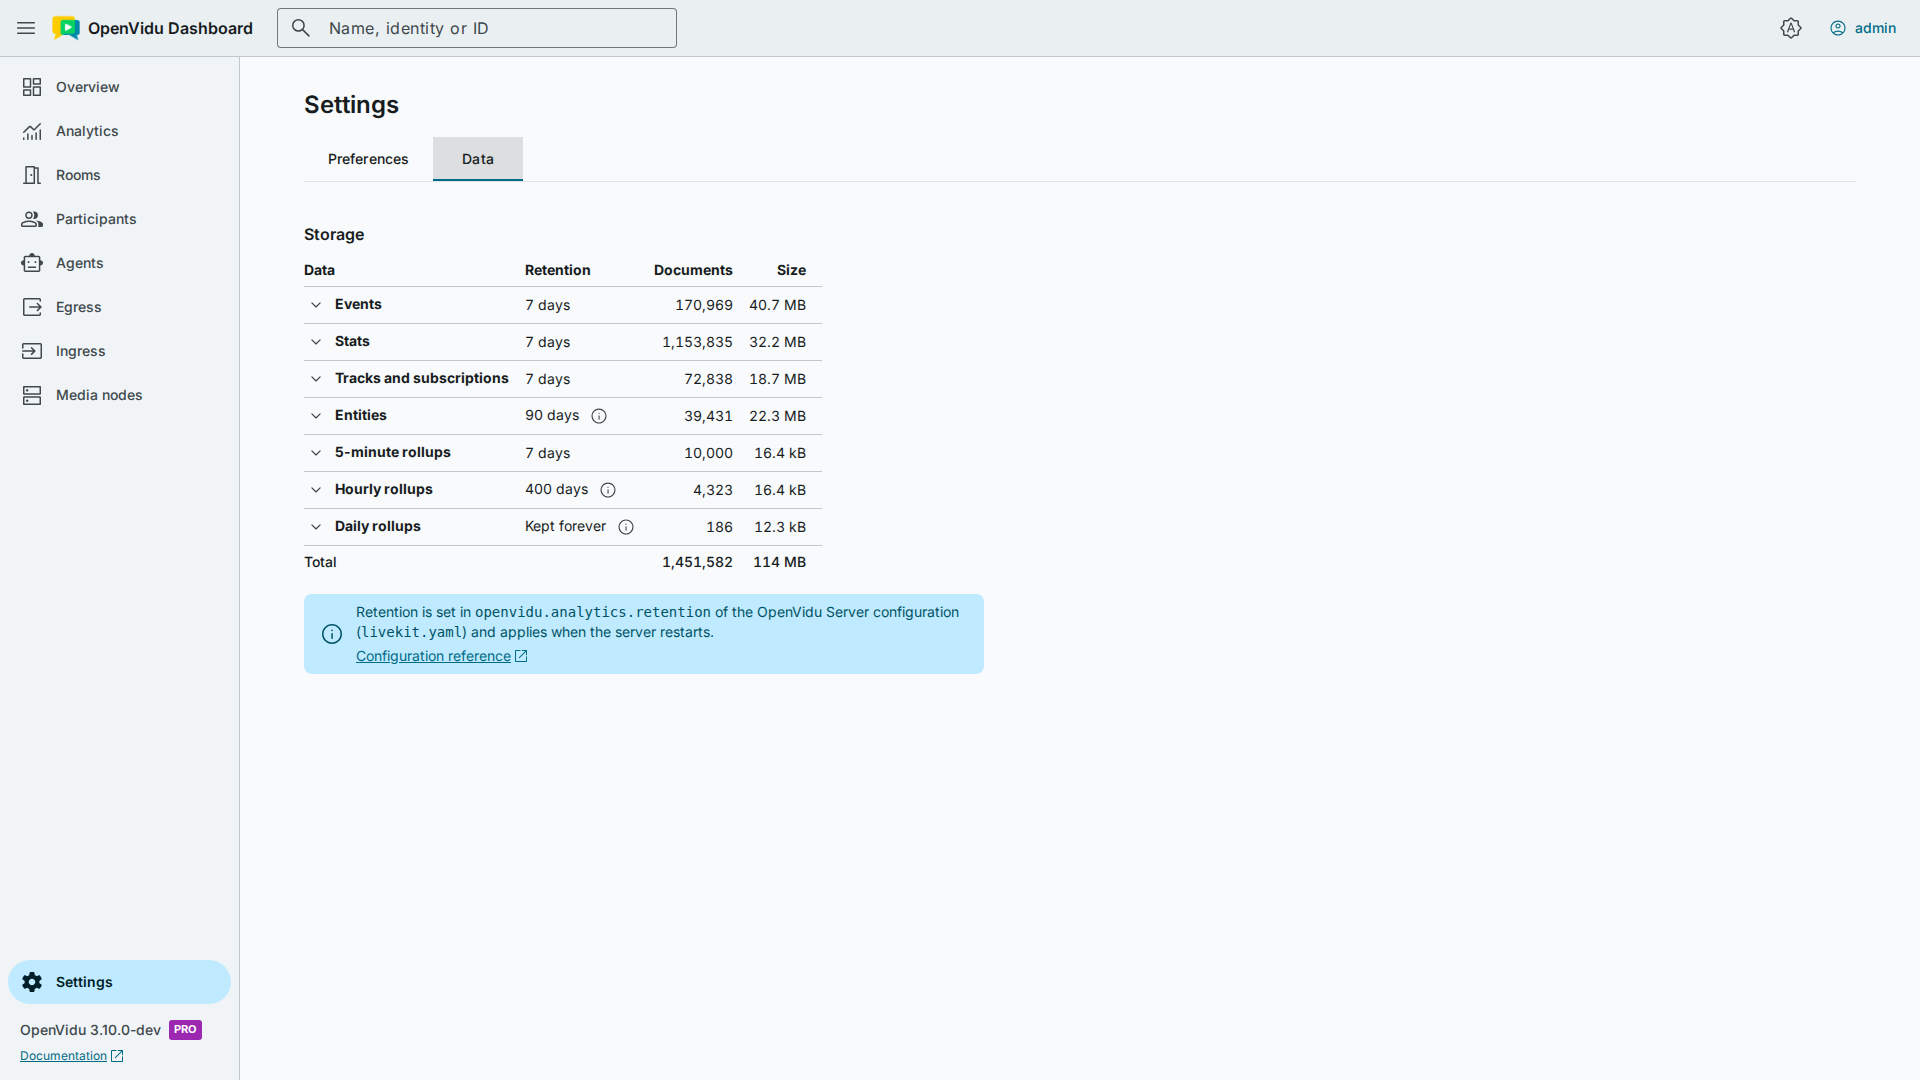 OpenVidu Dashboard
Name, identity or ID
admin
Overview
Analytics
Rooms
Participants
Agents
Egress
Ingress
Media nodes
Settings
OpenVidu 3.10.0-dev PRO
Documentation
Settings
Preferences Data
Storage
Data Retention Documents Size
Events 7 days 170,969 40.7 MB
Stats 7 days 1,153,835 32.2 MB
Tracks and subscriptions 7 days 72,838 18.7 MB
Entities 90 days 39,431 22.3 MB
5-minute rollups 7 days 10,000 16.4 kB
Hourly rollups 400 days 4,323 16.4 kB
Daily rollups Kept forever 186 12.3 kB
Total 1,451,582 114 MB
Retention is set in openvidu.analytics.retention of the OpenVidu Server configuration
(livekit.yaml) and applies when the server restarts.
Configuration reference